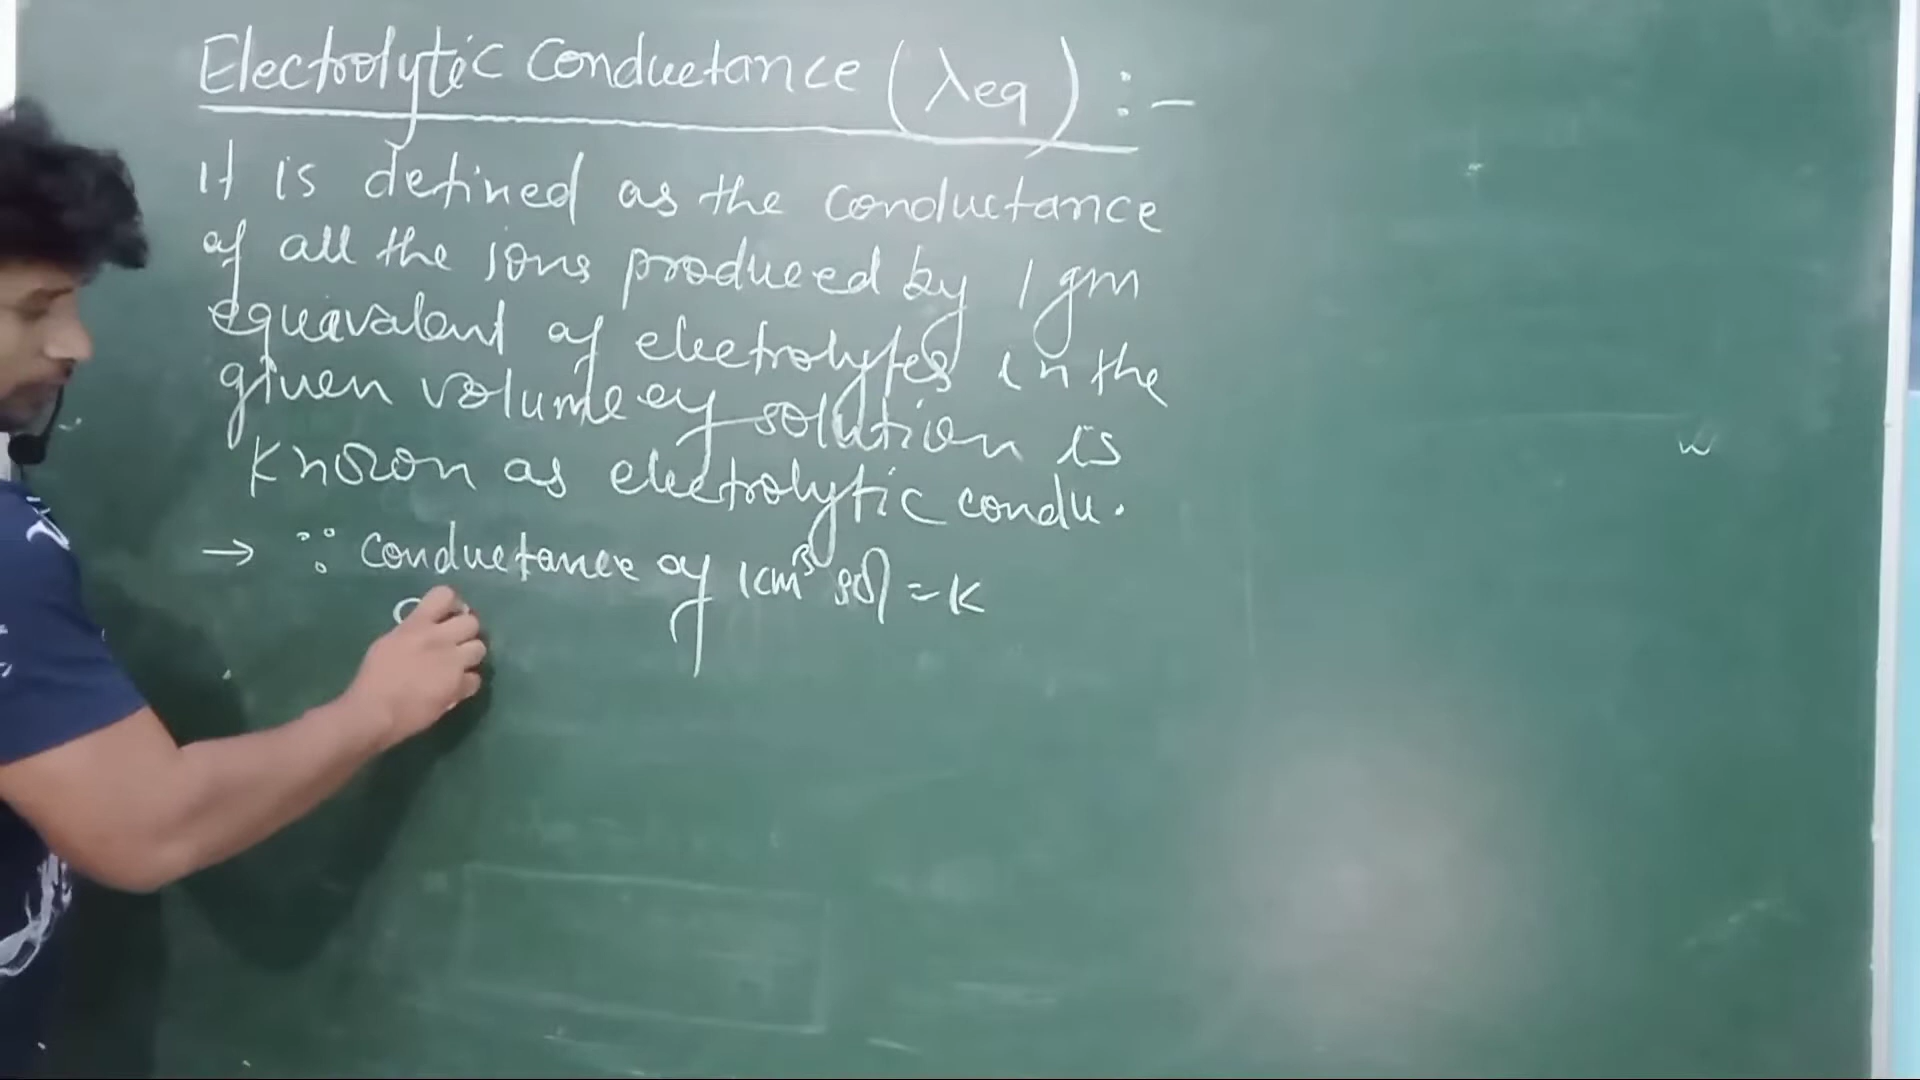 Electrolytic Conductance (λeq) :-
it is defined as the conductance
of all the ions produced by 1 gm
equivalent of electrolytes in the
given volume of solution is
known as electrolytic condu.
→ ∵ conductance of 1cm³ sol = K